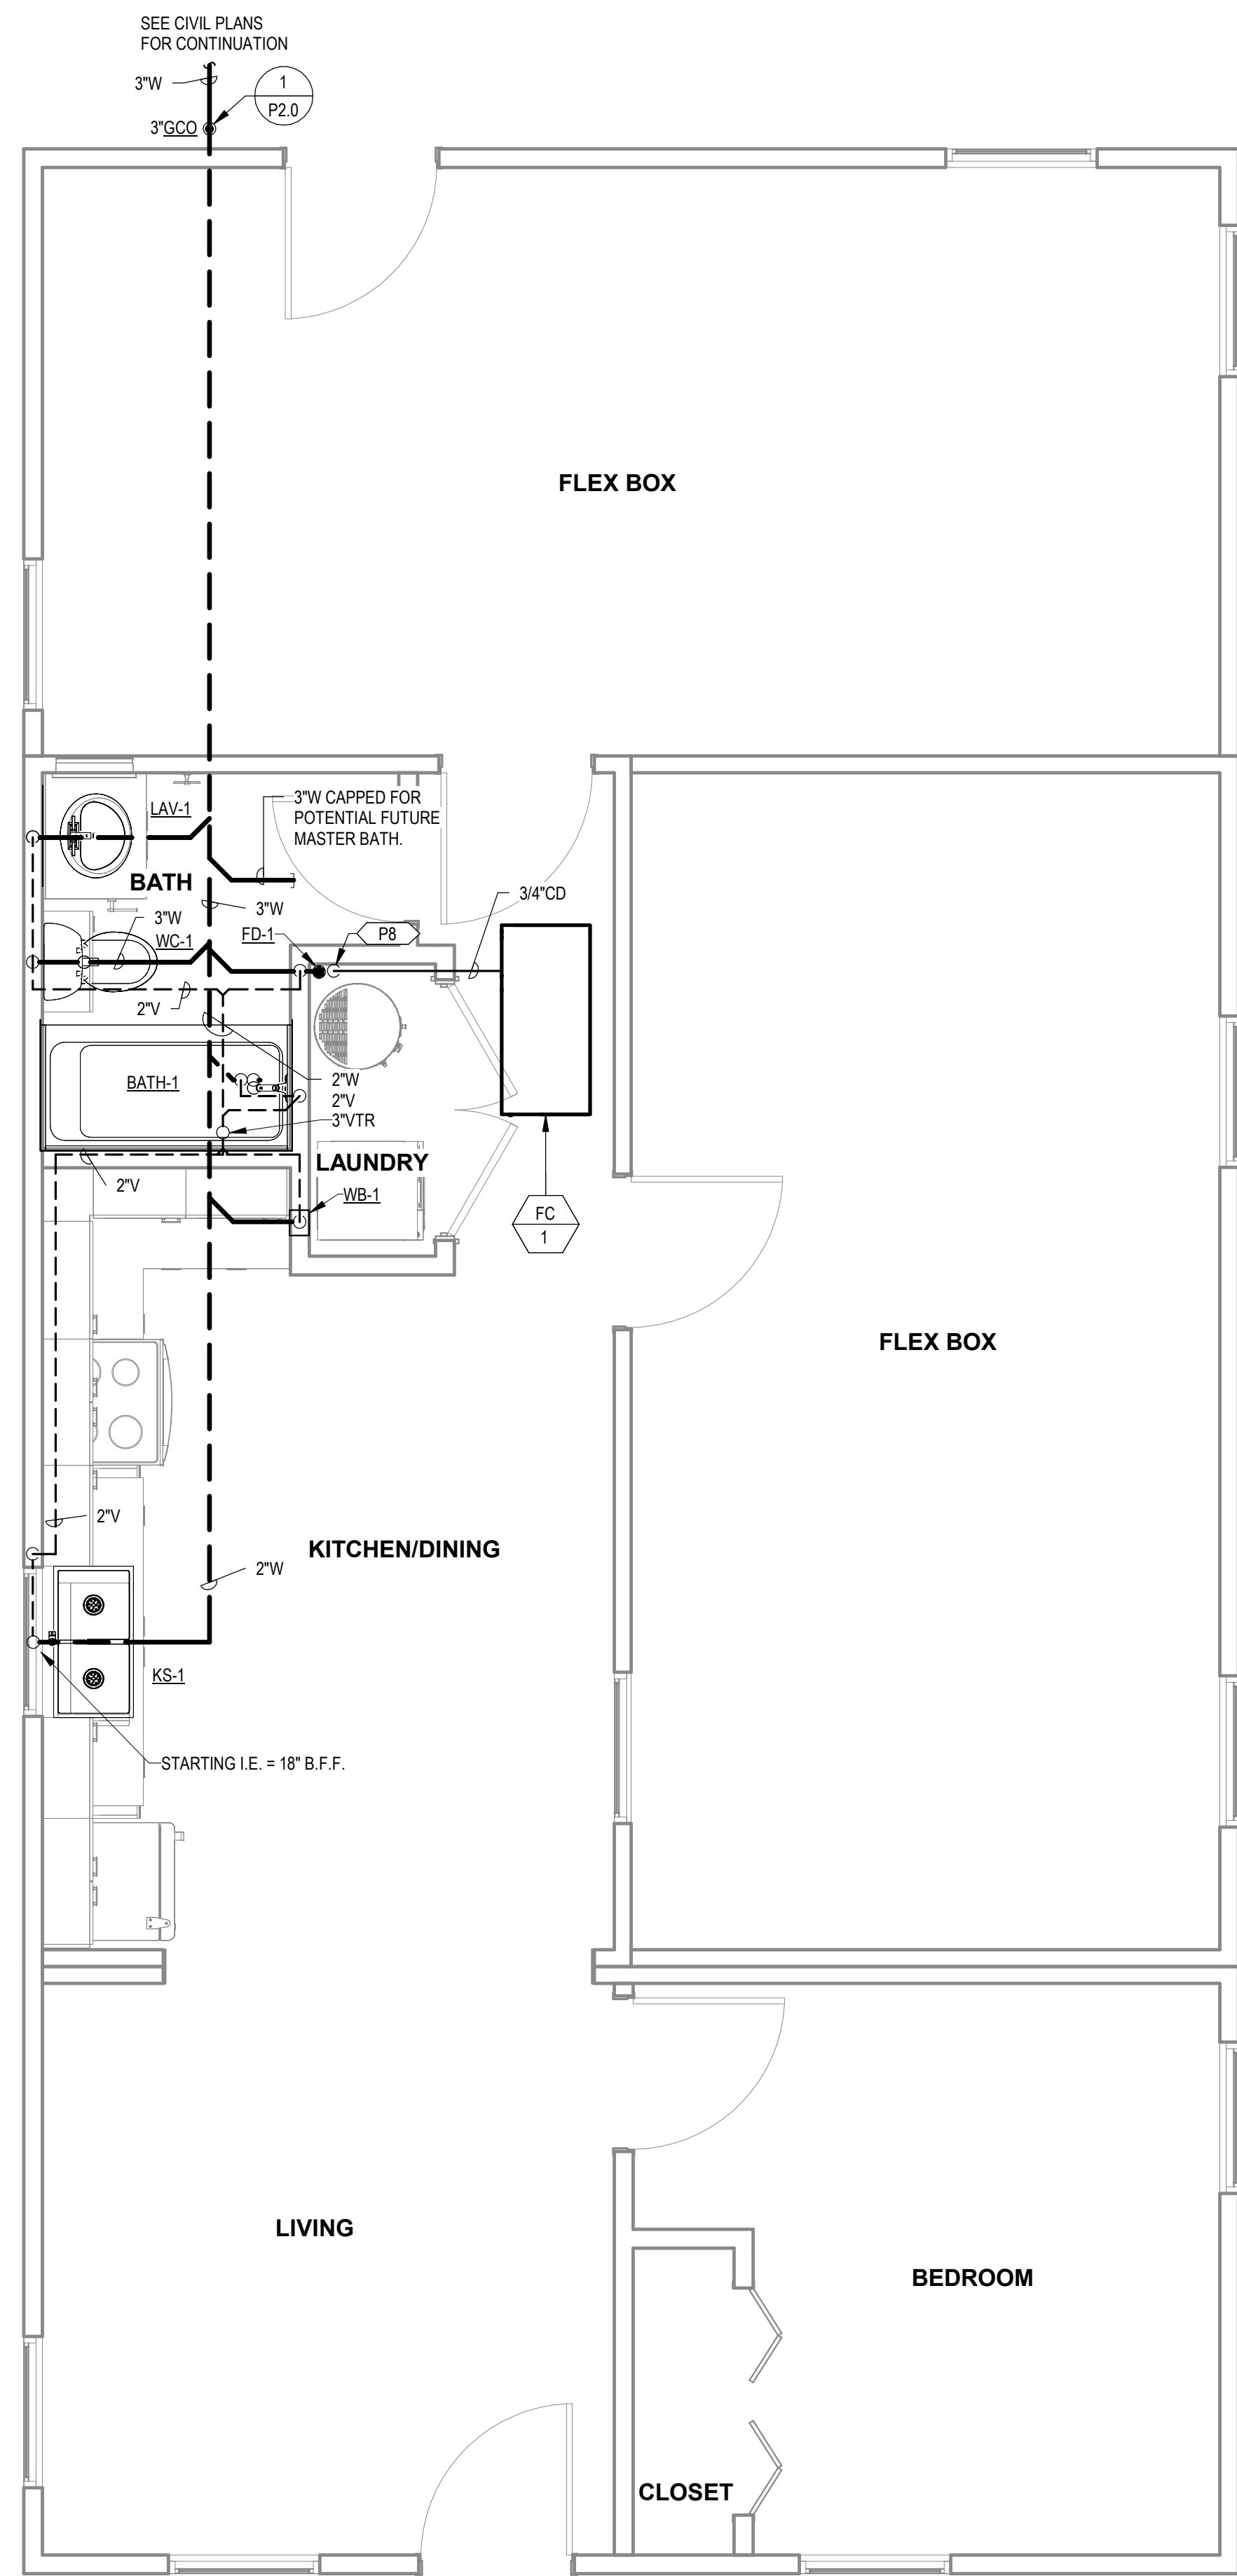 SEE CIVIL PLANS
FOR CONTINUATION
3"W
1
P2.0
3"GCO
FLEX BOX
LAV-1
3"W CAPPED FOR
POTENTIAL FUTURE
MASTER BATH.
BATH
3"W
3"W
3/4"CD
WC-1
FD-1
P8
2"V
BATH-1
2"W
2"V
3"VTR
LAUNDRY
2"V
WB-1
FC
1
FLEX BOX
2"V
KITCHEN/DINING
2"W
KS-1
STARTING I.E. = 18" B.F.F.
LIVING
BEDROOM
CLOSET